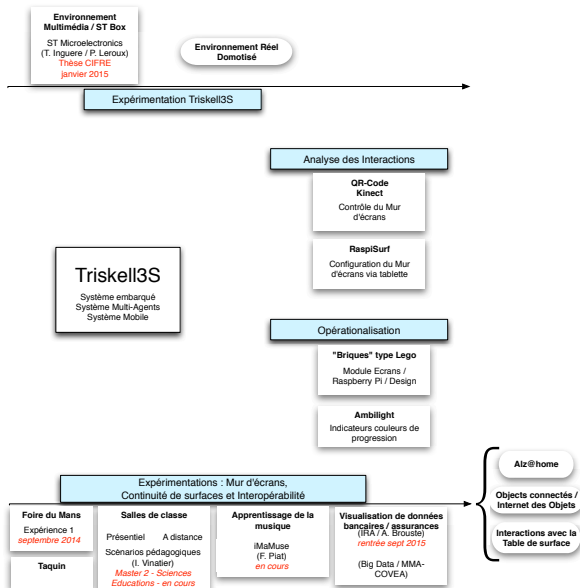 Environnement
Multimédia / ST Box
ST Microelectronics
(T. Inguere / P. Leroux)
Thèse CIFRE
janvier 2015
Environnement Réel
Domotisé
Expérimentation Triskell3S
Analyse des Interactions
QR-Code
Kinect
Contrôle du Mur
d'écrans
RaspiSurf
Configuration du Mur
d'écrans via tablette
Triskell3S
Système embarqué
Système Multi-Agents
Système Mobile
Opérationalisation
"Briques" type Lego
Module Ecrans /
Raspberry Pi / Design
Ambilight
Indicateurs couleurs de
progression
Expérimentations : Mur d'écrans,
Continuité de surfaces et Interopérabilité
Foire du Mans
Expérience 1
septembre 2014
Taquin
Salles de classe
Présentiel A distance
Scénarios pédagogiques
(I. Vinatier)
Master 2 - Sciences
Educations - en cours
Apprentissage de la
musique
iMaMuse
(F. Piat)
en cours
Visualisation de données
bancaires / assurances
(IRA / A. Brouste)
rentrée sept 2015
(Big Data / MMA-
COVEA)
Alz@home
Objects connectés /
Internet des Objets
Interactions avec la
Table de surface